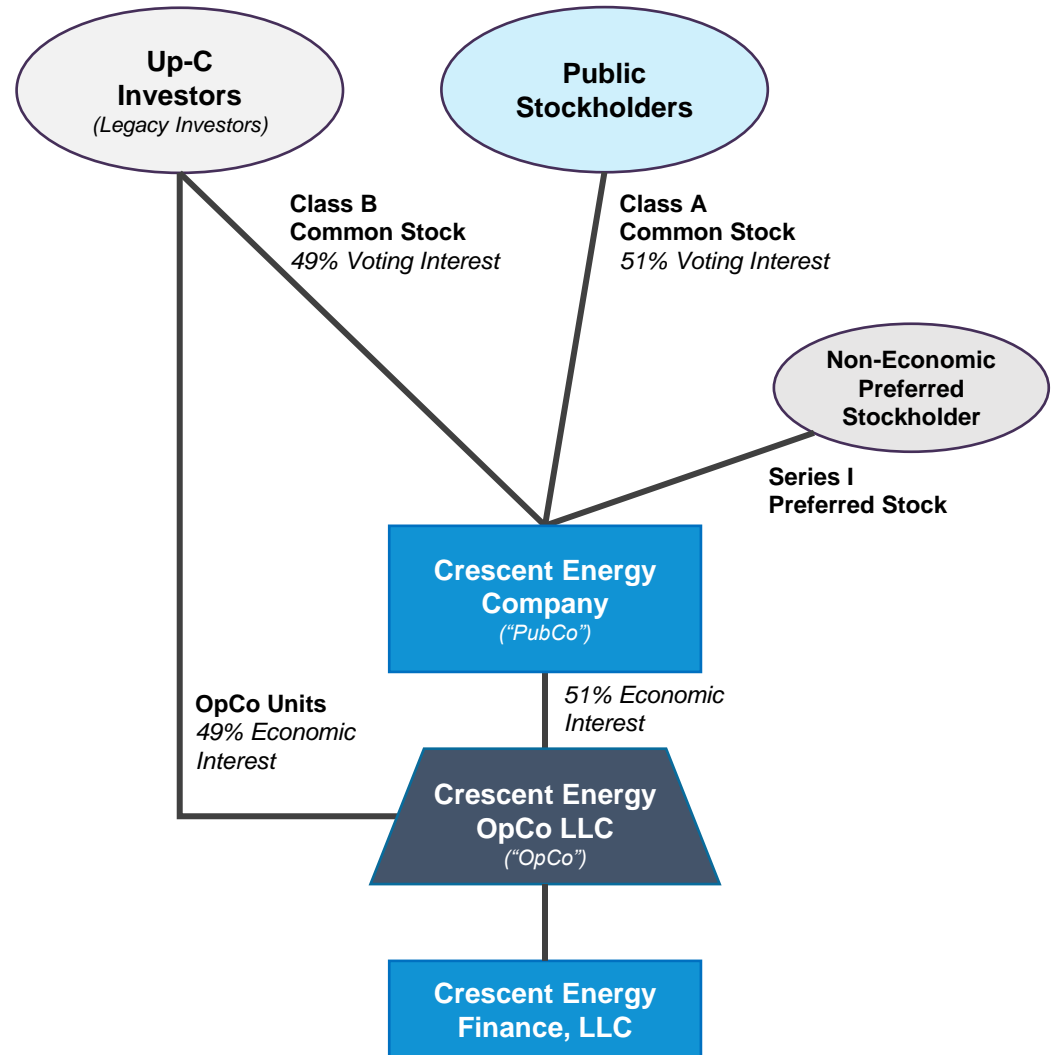 Up-C
Investors
(Legacy Investors)
Public
Stockholders
Class B
Common Stock
49% Voting Interest
Class A
Common Stock
51% Voting Interest
Non-Economic
Preferred
Stockholder
Series I
Preferred Stock
Crescent Energy
Company
(“PubCo”)
OpCo Units
49% Economic
Interest
51% Economic
Interest
Crescent Energy
OpCo LLC
(“OpCo”)
Crescent Energy
Finance, LLC